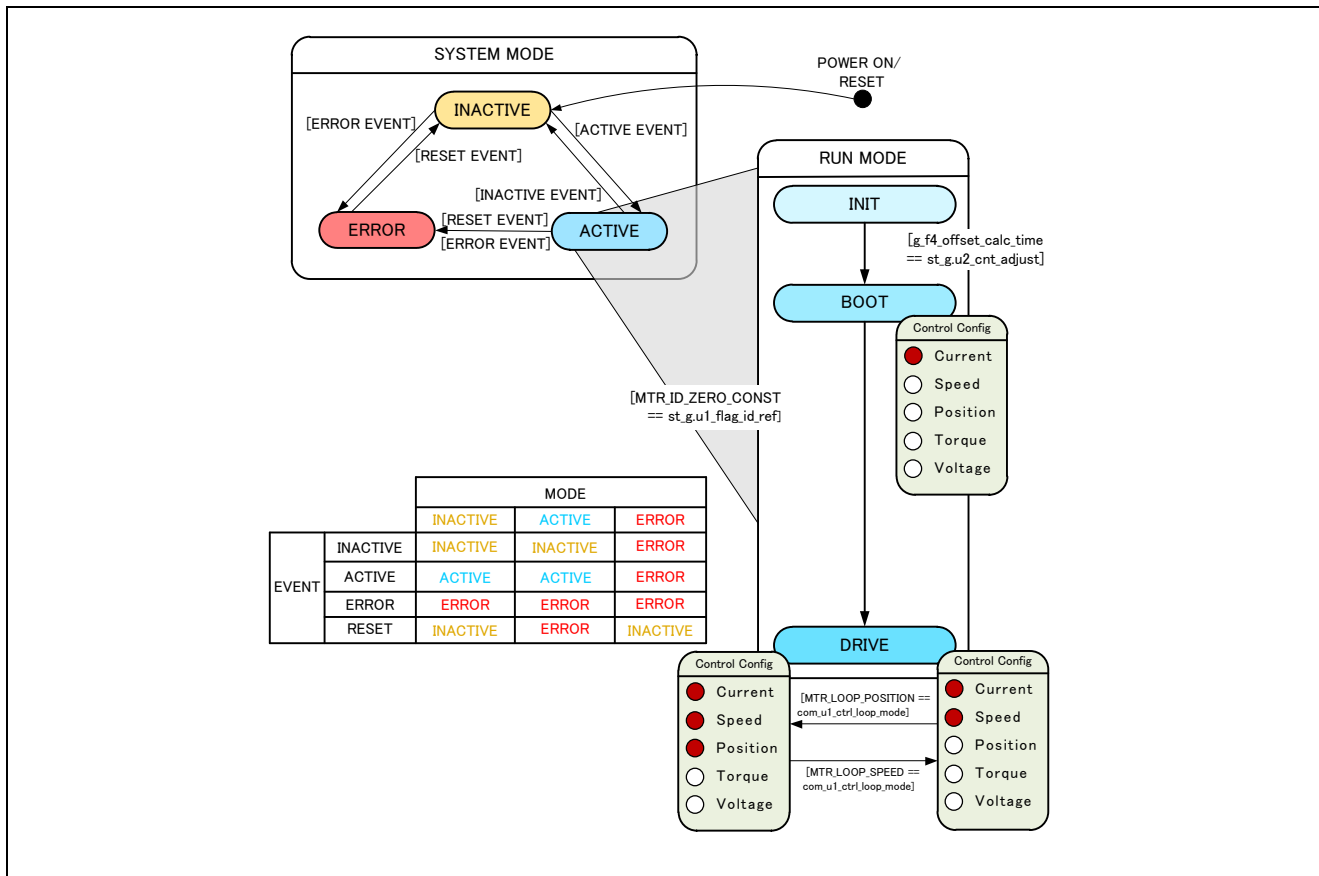 SYSTEM MODE
POWER ON/
RESET
INACTIVE
[ERROR EVENT]
[ACTIVE EVENT]
[RESET EVENT]
[INACTIVE EVENT]
ERROR
[RESET EVENT]
[ERROR EVENT]
ACTIVE
RUN MODE
INIT
[g_f4_offset_calc_time
== st_g.u2_cnt_adjust]
BOOT
Control Config
Current
Speed
Position
Torque
Voltage
[MTR_ID_ZERO_CONST
== st_g.u1_flag_id_ref]
MODE
INACTIVE ACTIVE ERROR
EVENT
INACTIVE INACTIVE INACTIVE ERROR
ACTIVE ACTIVE ACTIVE ERROR
ERROR ERROR ERROR ERROR
RESET INACTIVE ERROR INACTIVE
DRIVE
Control Config
Current
Speed
Position
Torque
Voltage
[MTR_LOOP_POSITION ==
com_u1_ctrl_loop_mode]
[MTR_LOOP_SPEED ==
com_u1_ctrl_loop_mode]
Control Config
Current
Speed
Position
Torque
Voltage